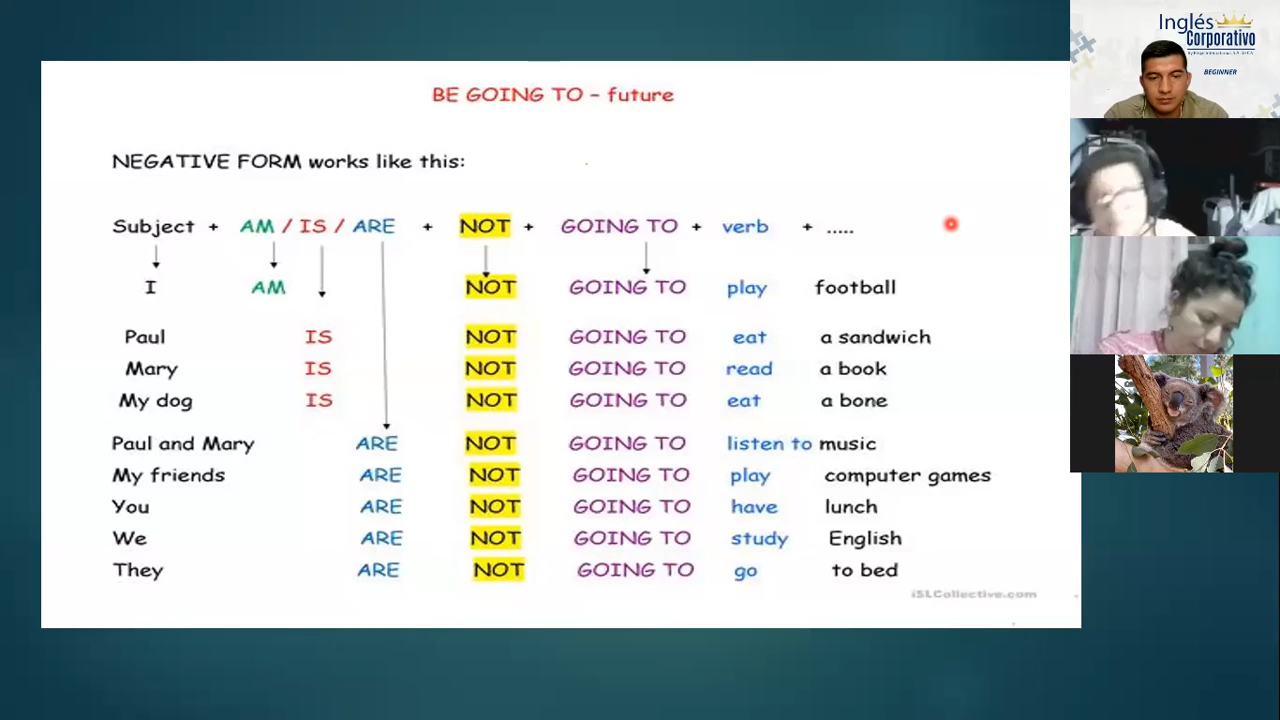 Inglés
Corporativo
BEGINNER
BE GOING TO – future
NEGATIVE FORM works like this:
Subject + AM / IS / ARE + NOT + GOING TO + verb + .....
I AM NOT GOING TO play football
Paul IS NOT GOING TO eat a sandwich
Mary IS NOT GOING TO read a book
My dog IS NOT GOING TO eat a bone
Paul and Mary ARE NOT GOING TO listen to music
My friends ARE NOT GOING TO play computer games
You ARE NOT GOING TO have lunch
We ARE NOT GOING TO study English
They ARE NOT GOING TO go to bed
iSLCollective.com